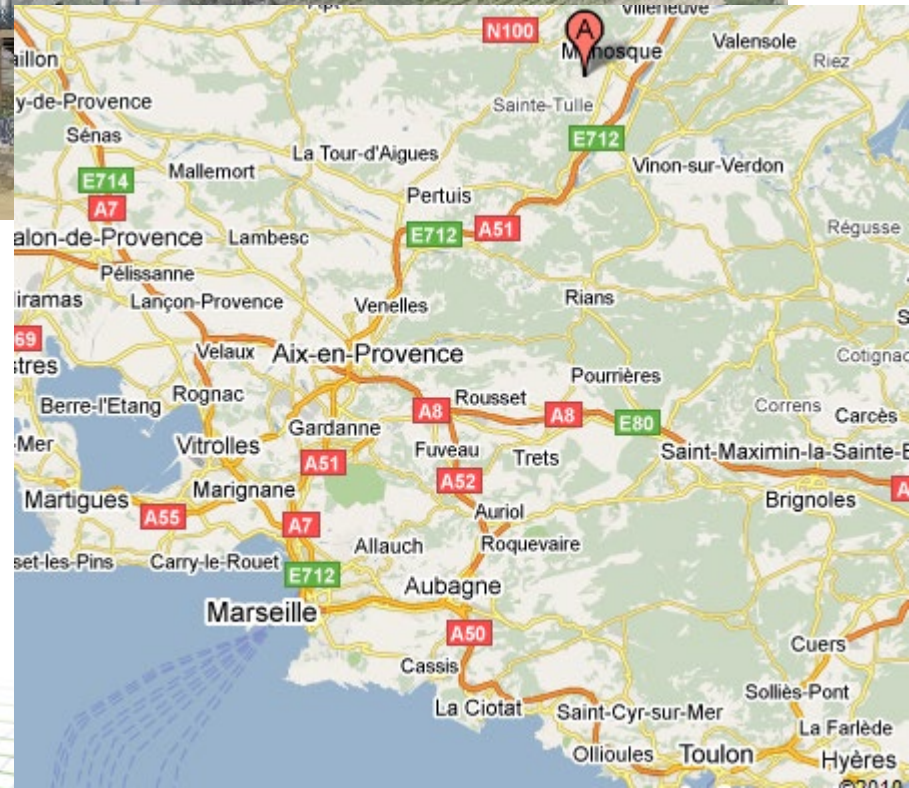 Villeneuve
N100
A
Valensole
Riez
Sainte-Tulle
y-de-Provence
Sénas
E712
La Tour-d'Aigues
Mallemort
Vinon-sur-Verdon
E714
A7
Pertuis
E712
A51
Régusse
alon-de-Provence
Lambesc
Pélissanne
iramas
Lançon-Provence
Venelles
Rians
69
Velaux
Aix-en-Provence
stres
Cotignac
Pourrières
Rognac
Rousset
Berre-l'Etang
A8
A8
Correns
Carcès
Gardanne
E80
-Mer
Vitrolles
Fuveau
Trets
Saint-Maximin-la-Sainte-B
A51
A52
Marignane
Martigues
Brignoles
A
A55
A7
Auriol
Allauch
Roquevaire
set-les-Pins
Carry-le-Rouet
E712
Aubagne
Marseille
A50
Cuers
Cassis
La Ciotat
Saint-Cyr-sur-Mer
Solliès-Pont
La Farlède
Ollioules
Toulon
Hyères
©2010